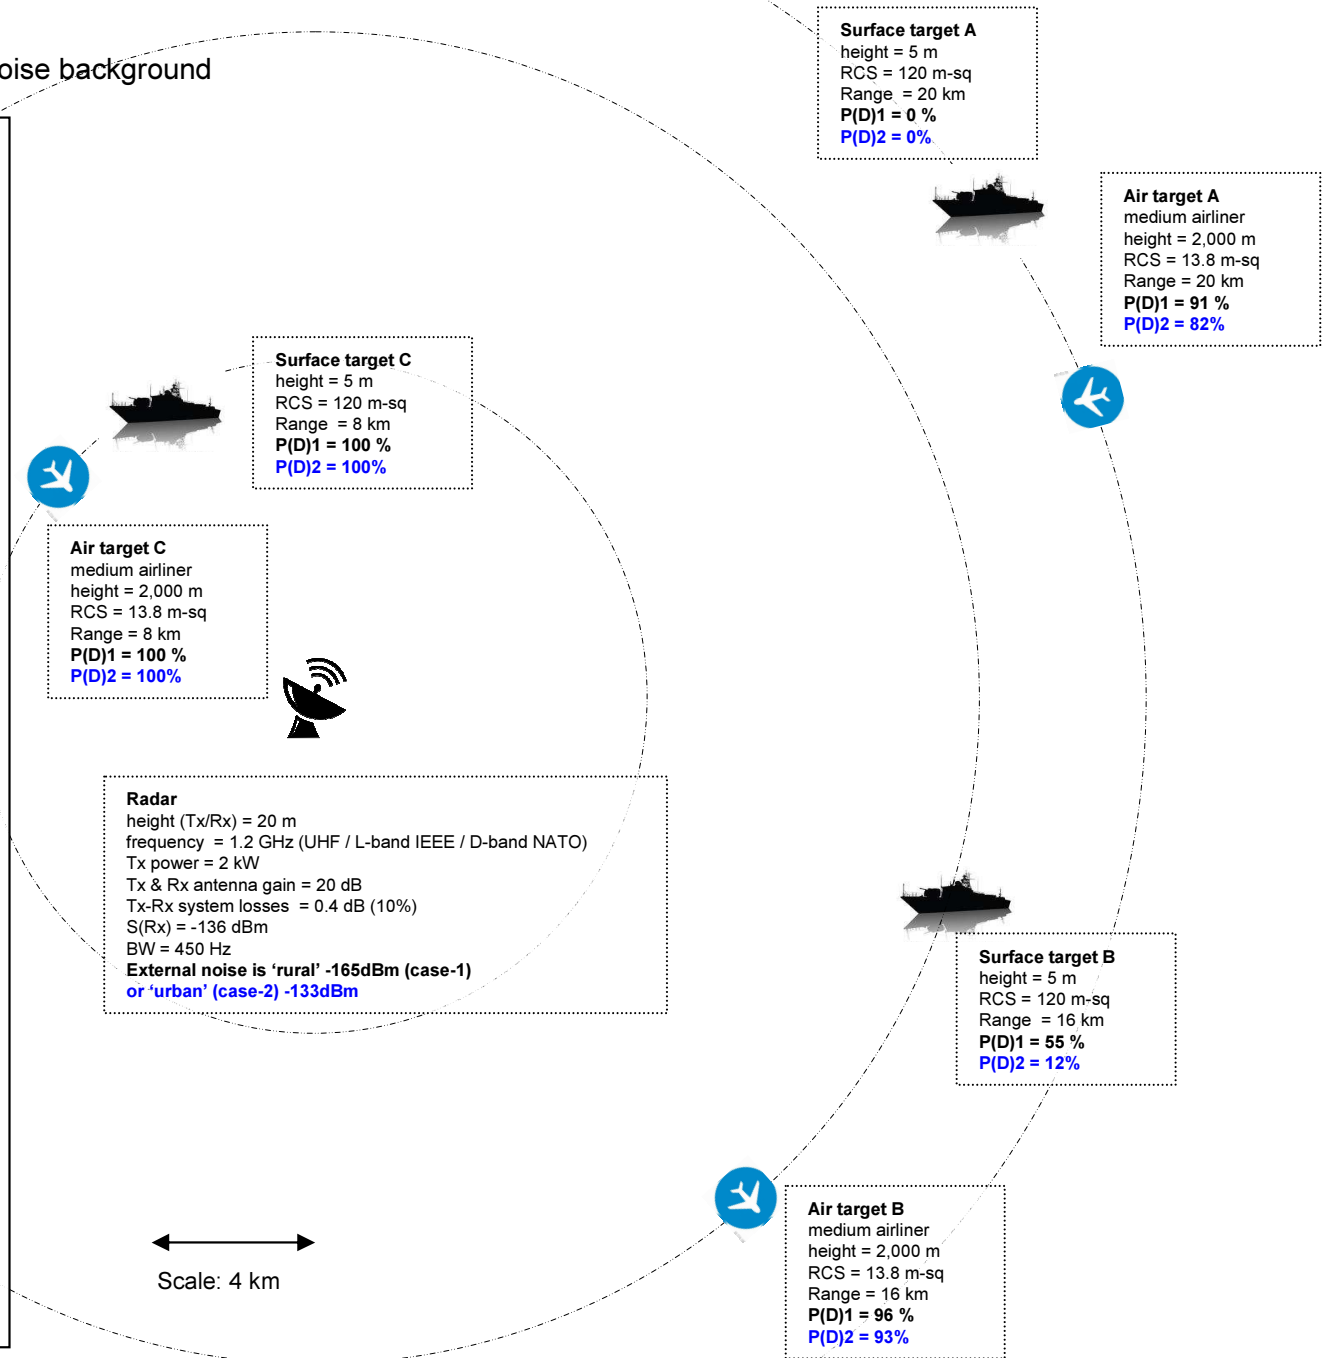 oise background
Surface target A
height = 5 m
RCS = 120 m-sq
Range = 20 km
P(D)1 = 0 %
P(D)2 = 0%
Air target A
medium airliner
height = 2,000 m
RCS = 13.8 m-sq
Range = 20 km
P(D)1 = 91 %
P(D)2 = 82%
Surface target C
height = 5 m
RCS = 120 m-sq
Range = 8 km
P(D)1 = 100 %
P(D)2 = 100%
Air target C
medium airliner
height = 2,000 m
RCS = 13.8 m-sq
Range = 8 km
P(D)1 = 100 %
P(D)2 = 100%
Radar
height (Tx/Rx) = 20 m
frequency = 1.2 GHz (UHF / L-band IEEE / D-band NATO)
Tx power = 2 kW
Tx & Rx antenna gain = 20 dB
Tx-Rx system losses = 0.4 dB (10%)
S(Rx) = -136 dBm
BW = 450 Hz
External noise is ‘rural’ -165dBm (case-1)
or ‘urban’ (case-2) -133dBm
Surface target B
height = 5 m
RCS = 120 m-sq
Range = 16 km
P(D)1 = 55 %
P(D)2 = 12%
Air target B
medium airliner
height = 2,000 m
RCS = 13.8 m-sq
Range = 16 km
P(D)1 = 96 %
P(D)2 = 93%
Scale: 4 km